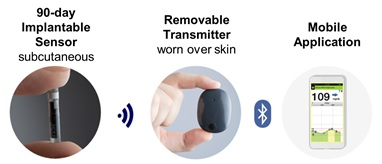 90-day
Implantable
Sensor
subcutaneous
Removable
Transmitter
worn over skin
Mobile
Application
109